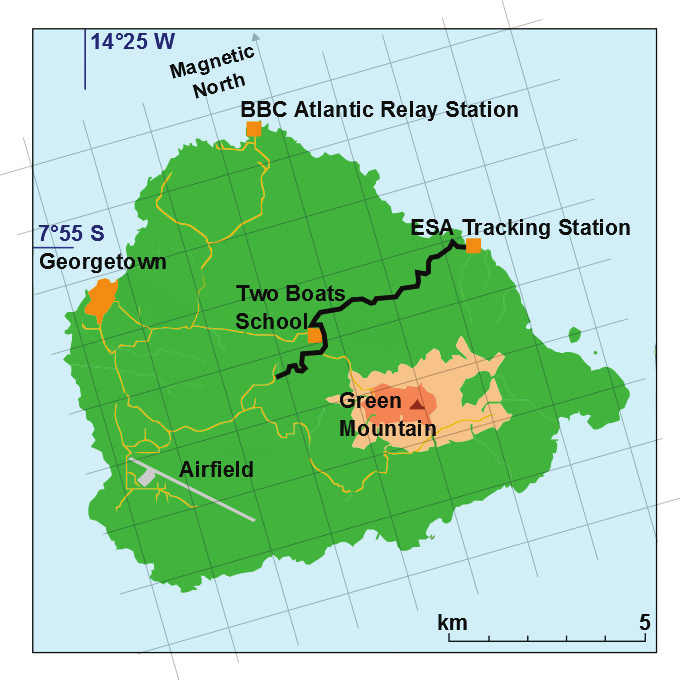 14°25 W
Magnetic
North
BBC Atlantic Relay Station
7°55 S
ESA Tracking Station
Georgetown
Two Boats
School
Green
Mountain
Airfield
km 5